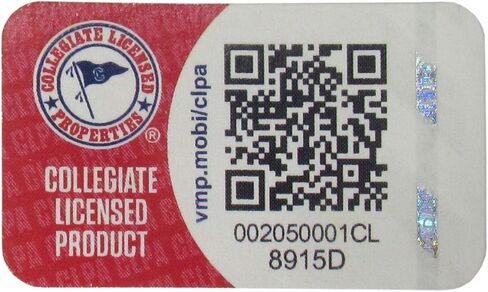 COLLEGIATE LICENSED
C
PROPERTIES
®
COLLEGIATE
LICENSED
PRODUCT
vmp.mobi/clpa
002050001CL
8915D